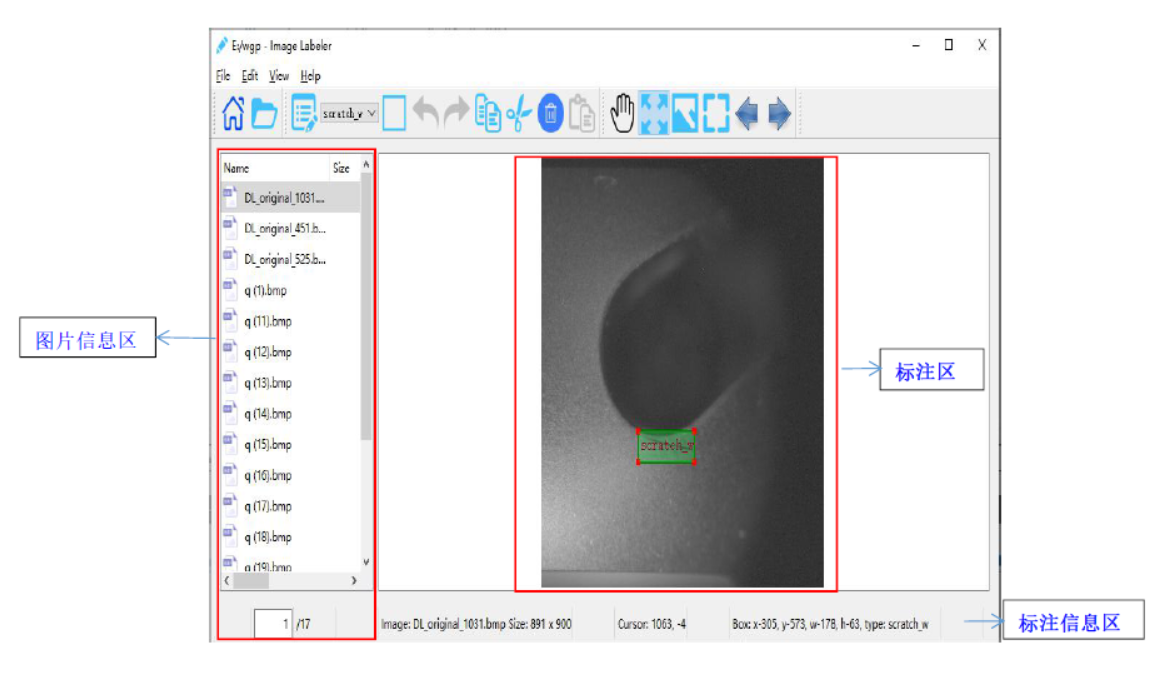 E:/wgp - Image Labeler
File Edit View Help
scratch_v
Name Size
DL_original_1031....
DL_original_451.b...
DL_original_525.b...
q (1).bmp
q (11).bmp
q (12).bmp
q (13).bmp
q (14).bmp
q (15).bmp
q (16).bmp
q (17).bmp
q (18).bmp
q (19).bmp
图片信息区
scratch_w
标注区
1 /17
Image: DL_original_1031.bmp Size: 891 x 900
Cursor: 1063, -4
Box: x-305, y-573, w-178, h-63, type: scratch_w
标注信息区